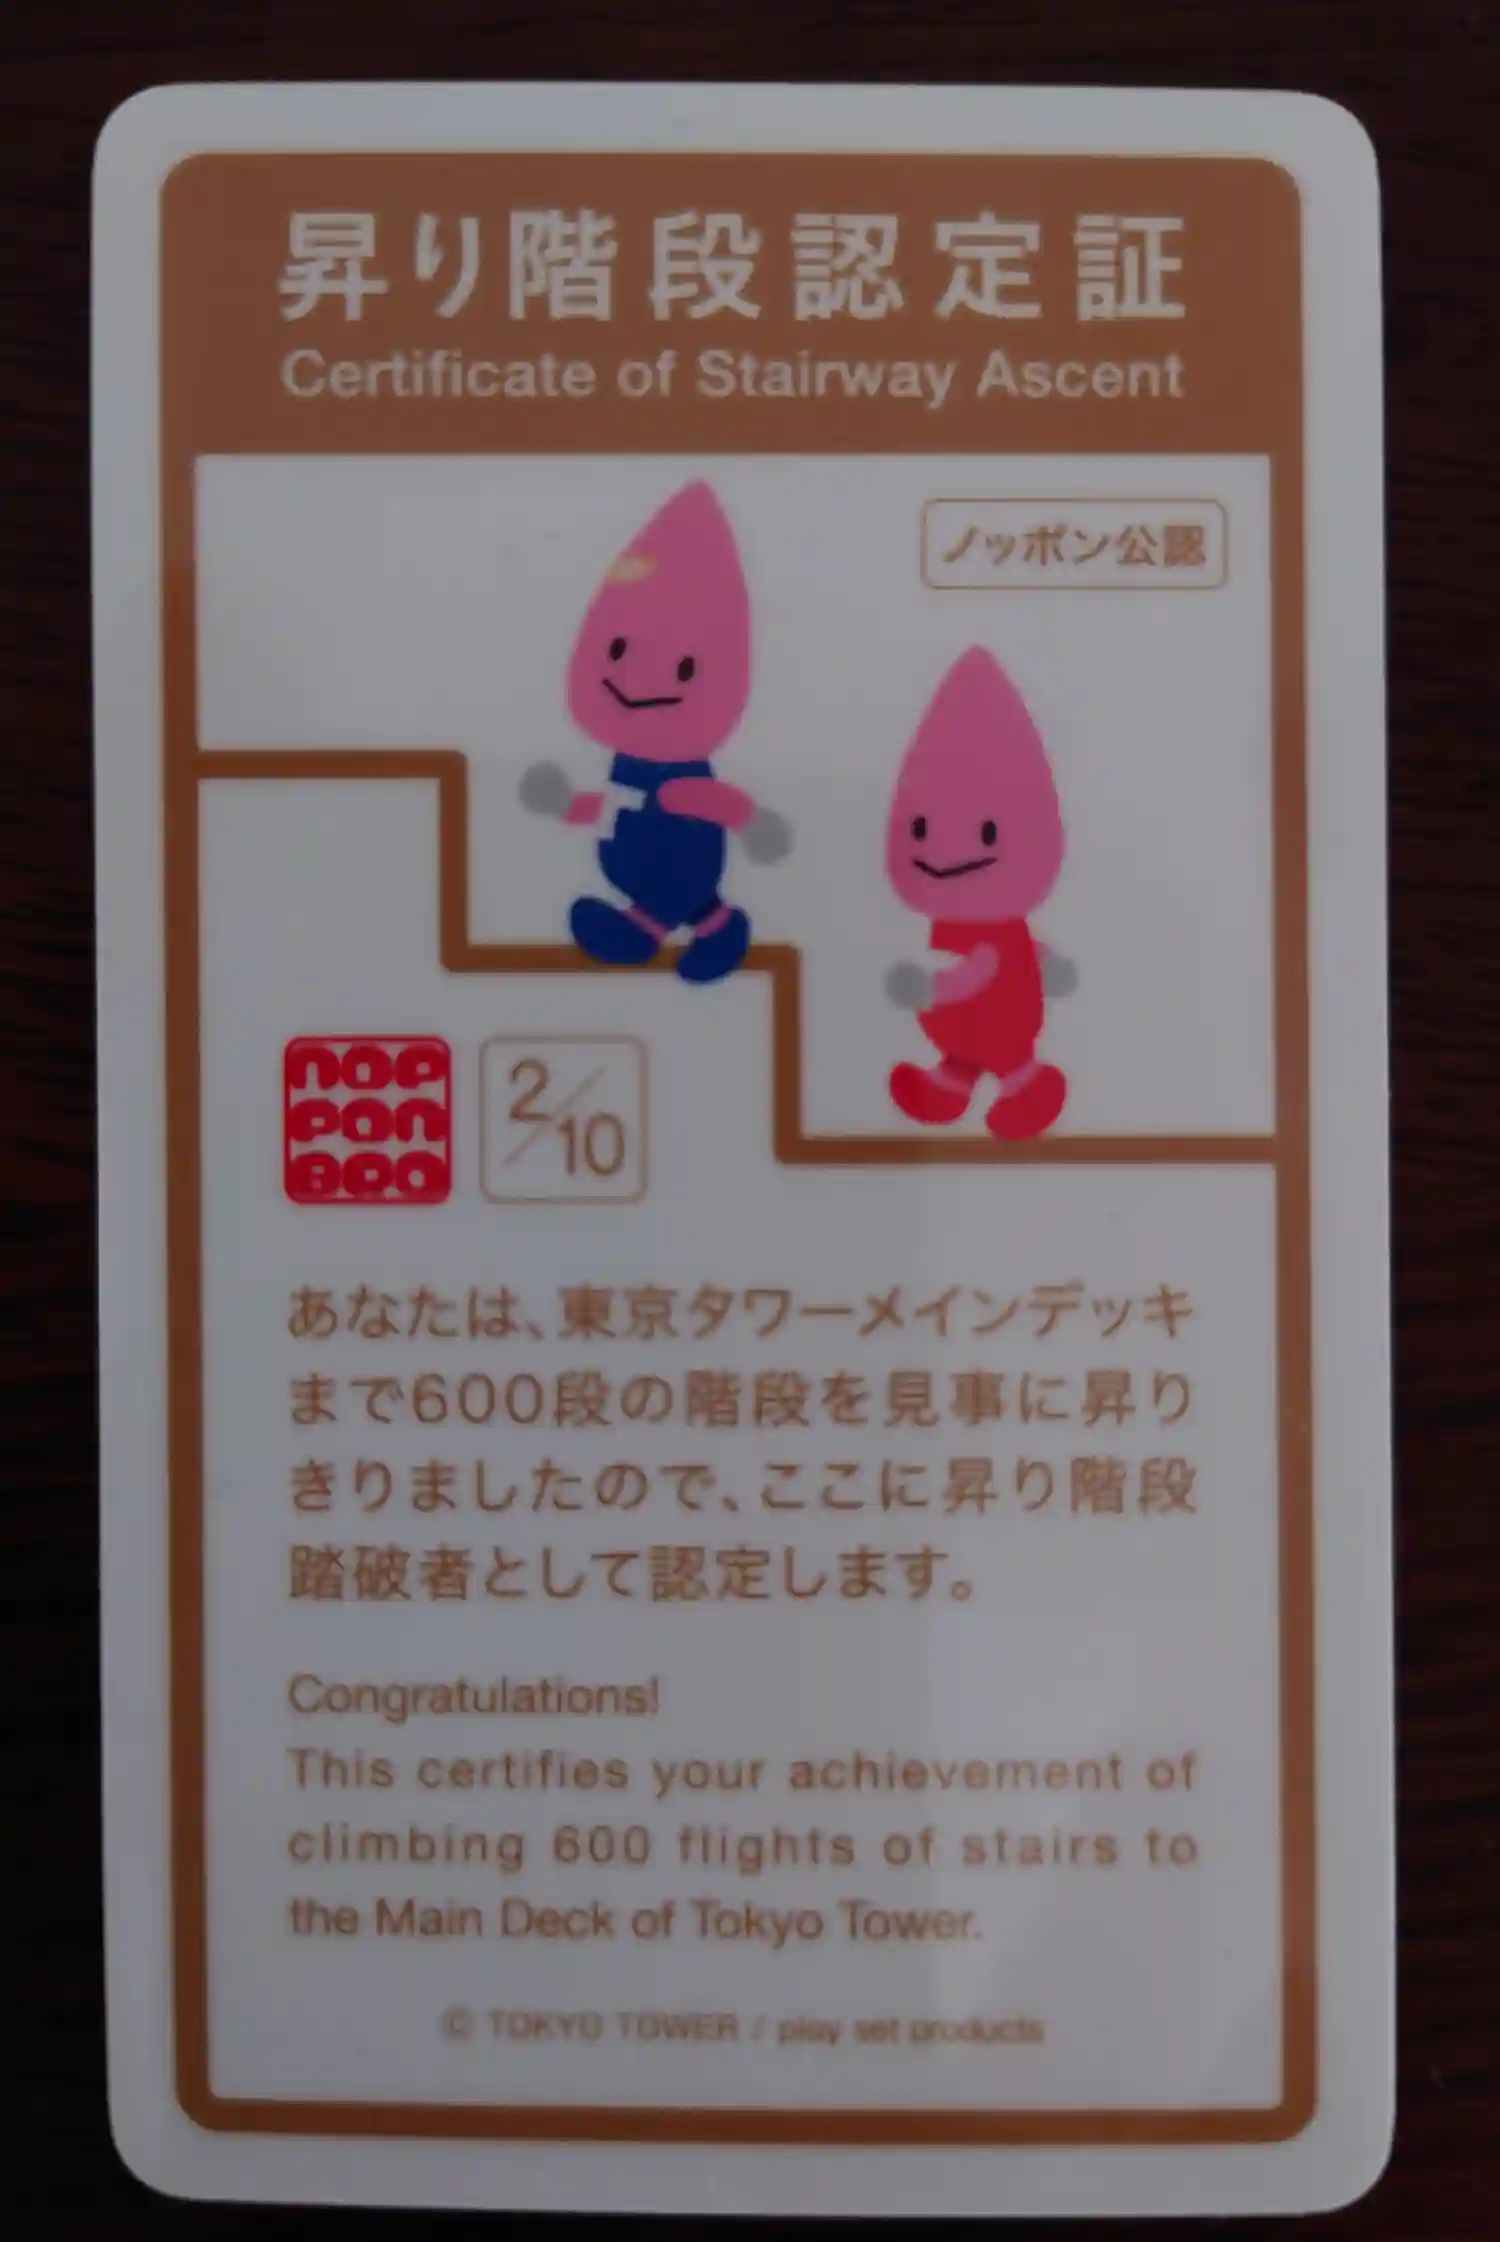 昇り階段認定証
Certificate of Stairway Ascent
ノッポン公認
nop
pon
BRO
2/10
あなたは、東京タワーメインデッキ
まで600段の階段を見事に昇り
きりましたので、ここに昇り階段
踏破者として認定します。
Congratulations!
This certifies your achievement of
climbing 600 flights of stairs to
the Main Deck of Tokyo Tower.
© TOKYO TOWER / play set products